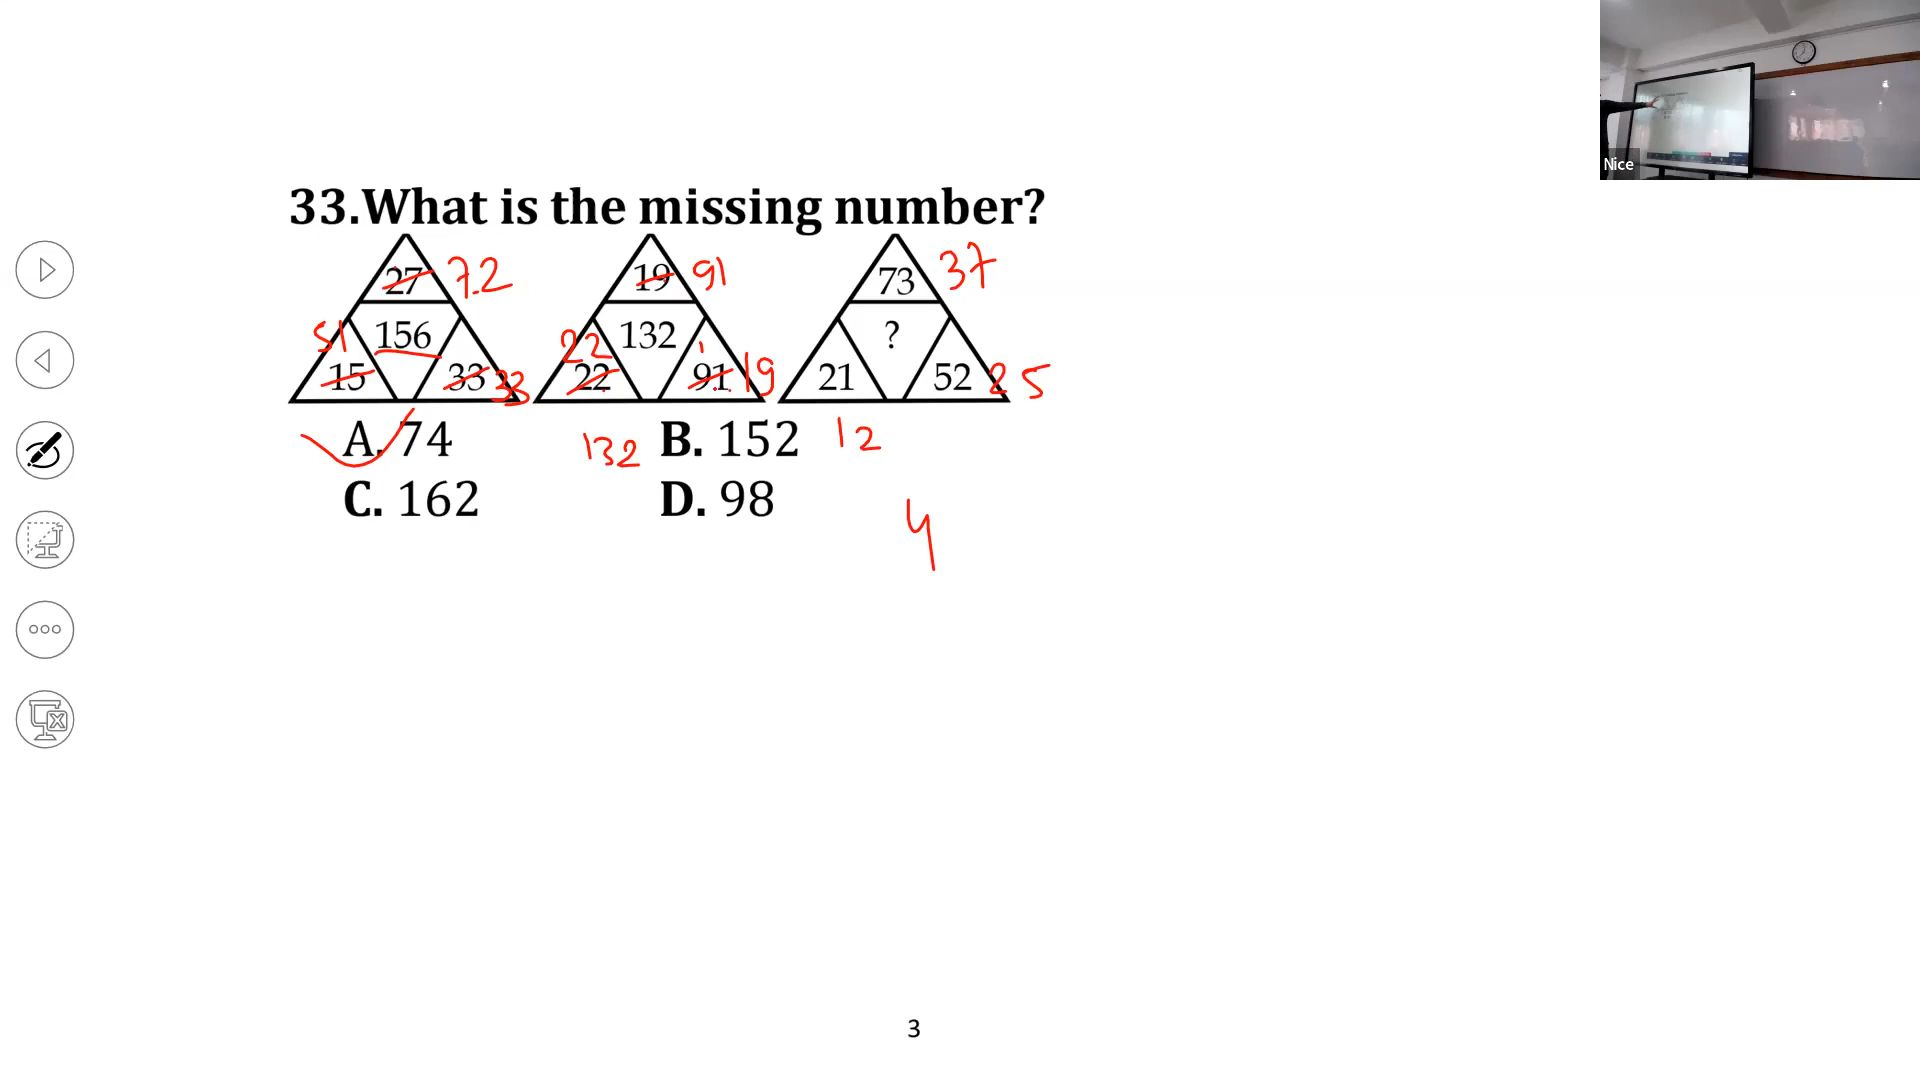 Nice
33.What is the missing number?
27 72 19 91 73 37
51 156 22 132 ?
15 33 33 22 91 19 21 52 25
A. 74 132 B. 152 12
C. 162 D. 98
4
3